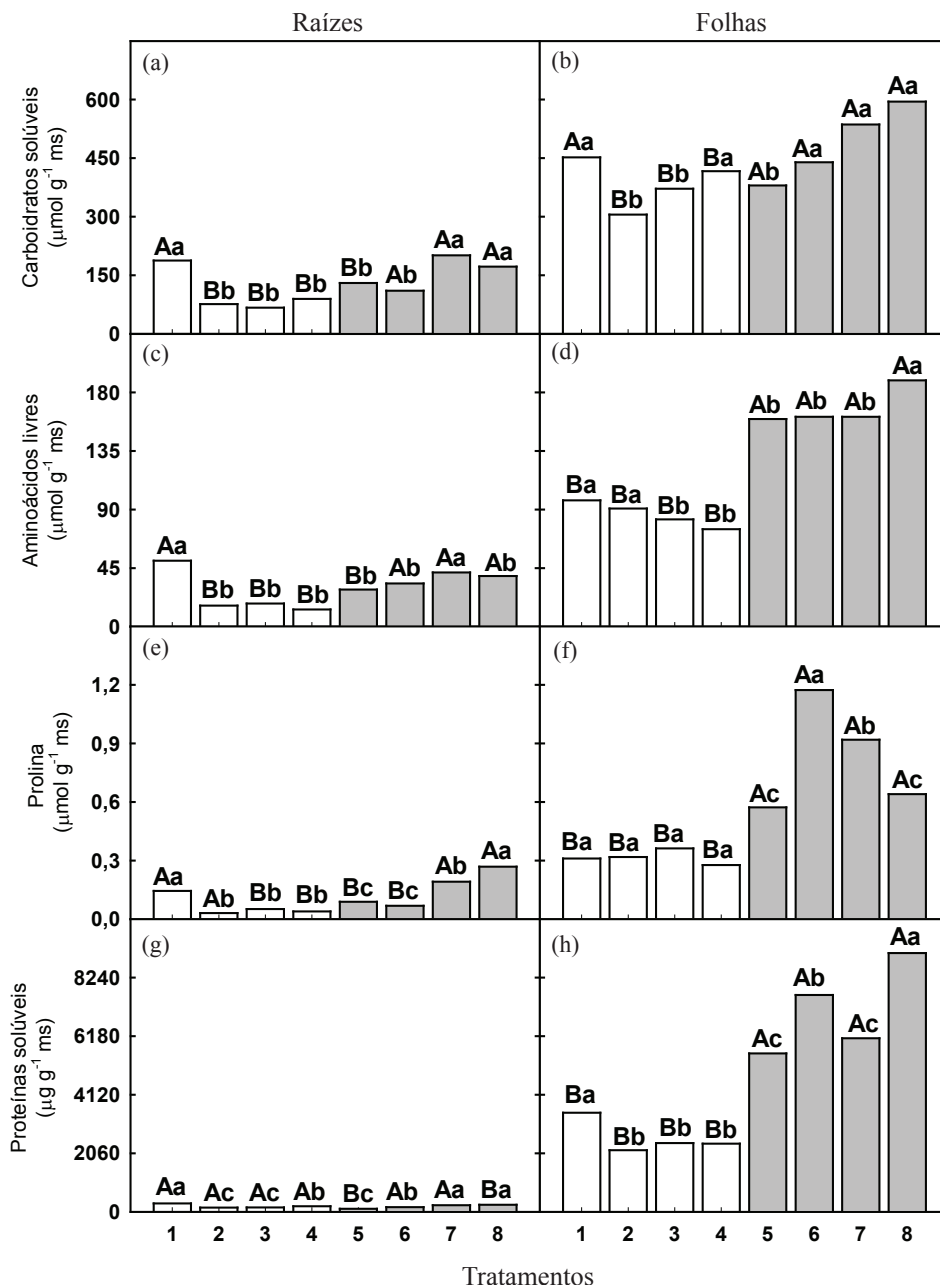 Raízes Folhas
(a) (b)
Carboidratos solúveis
(µmol g⁻¹ ms)
600
450
300
150
0
Aa Bb Bb Bb Bb Ab Aa Aa
Aa Bb Bb Ba Ab Aa Aa Aa
(c) (d)
Aminoácidos livres
(µmol g⁻¹ ms)
180
135
90
45
0
Aa Bb Bb Bb Bb Ab Aa Ab
Ba Ba Bb Bb Ab Ab Ab Aa
(e) (f)
Prolina
(µmol g⁻¹ ms)
1,2
0,9
0,6
0,3
0,0
Aa Ab Bb Bb Bc Bc Ab Aa
Ba Ba Ba Ba Ac Aa Ab Ac
(g) (h)
Proteínas solúveis
(µg g⁻¹ ms)
8240
6180
4120
2060
0
Aa Ac Ac Ab Bc Ab Aa Ba
Ba Bb Bb Bb Ac Ab Ac Aa
1 2 3 4 5 6 7 8 1 2 3 4 5 6 7 8
Tratamentos